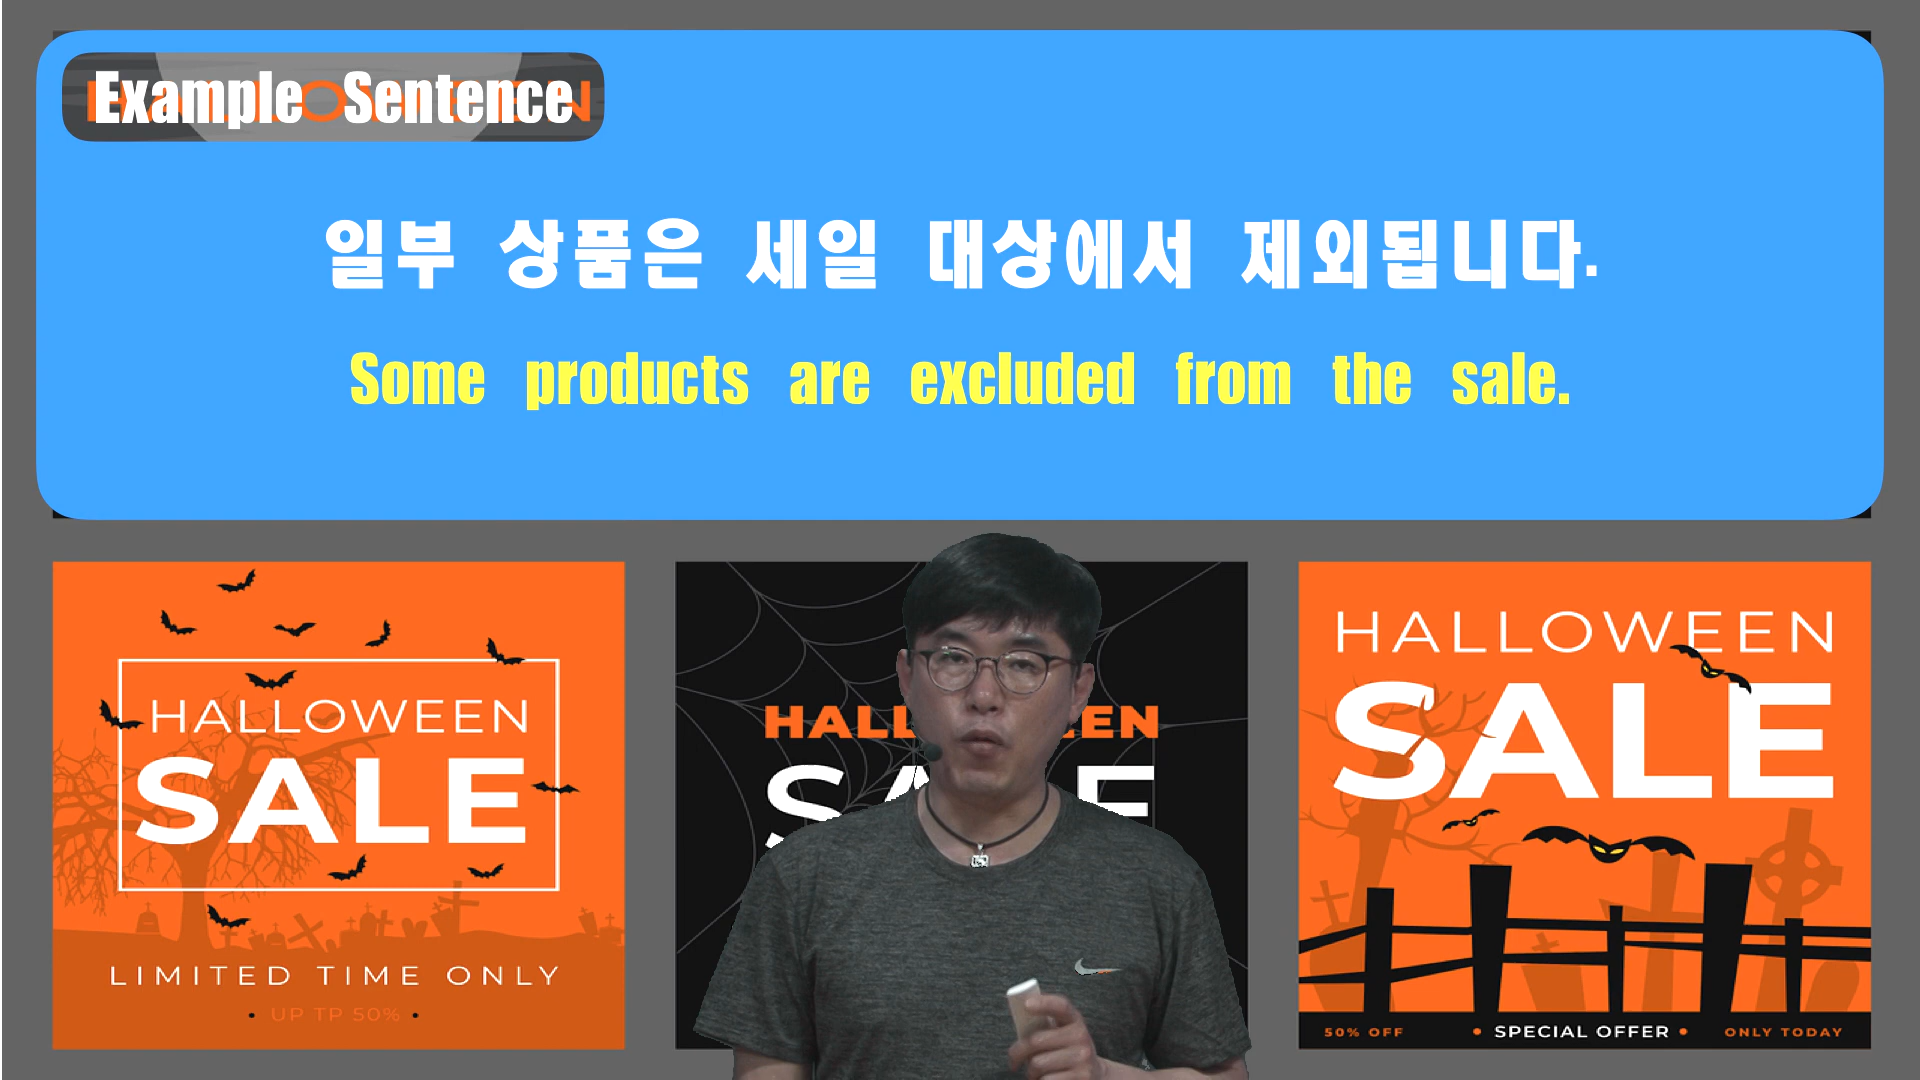 Example Sentence
일부 상품은 세일 대상에서 제외됩니다.
Some products are excluded from the sale.
HALLOWEEN
SALE
LIMITED TIME ONLY
• UP TP 50% •
SALE
HALLOWEEN
SALE
50% OFF • SPECIAL OFFER • ONLY TODAY